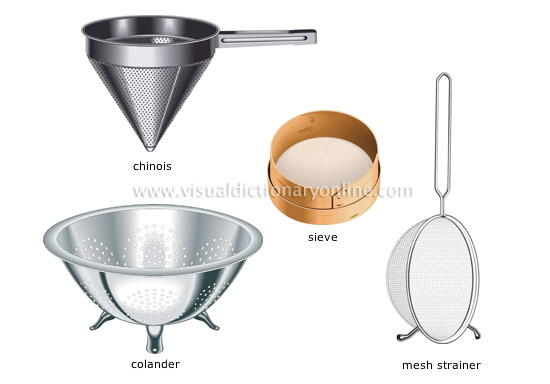 chinois
www.visualdictionaryonline.com
sieve
colander
mesh strainer